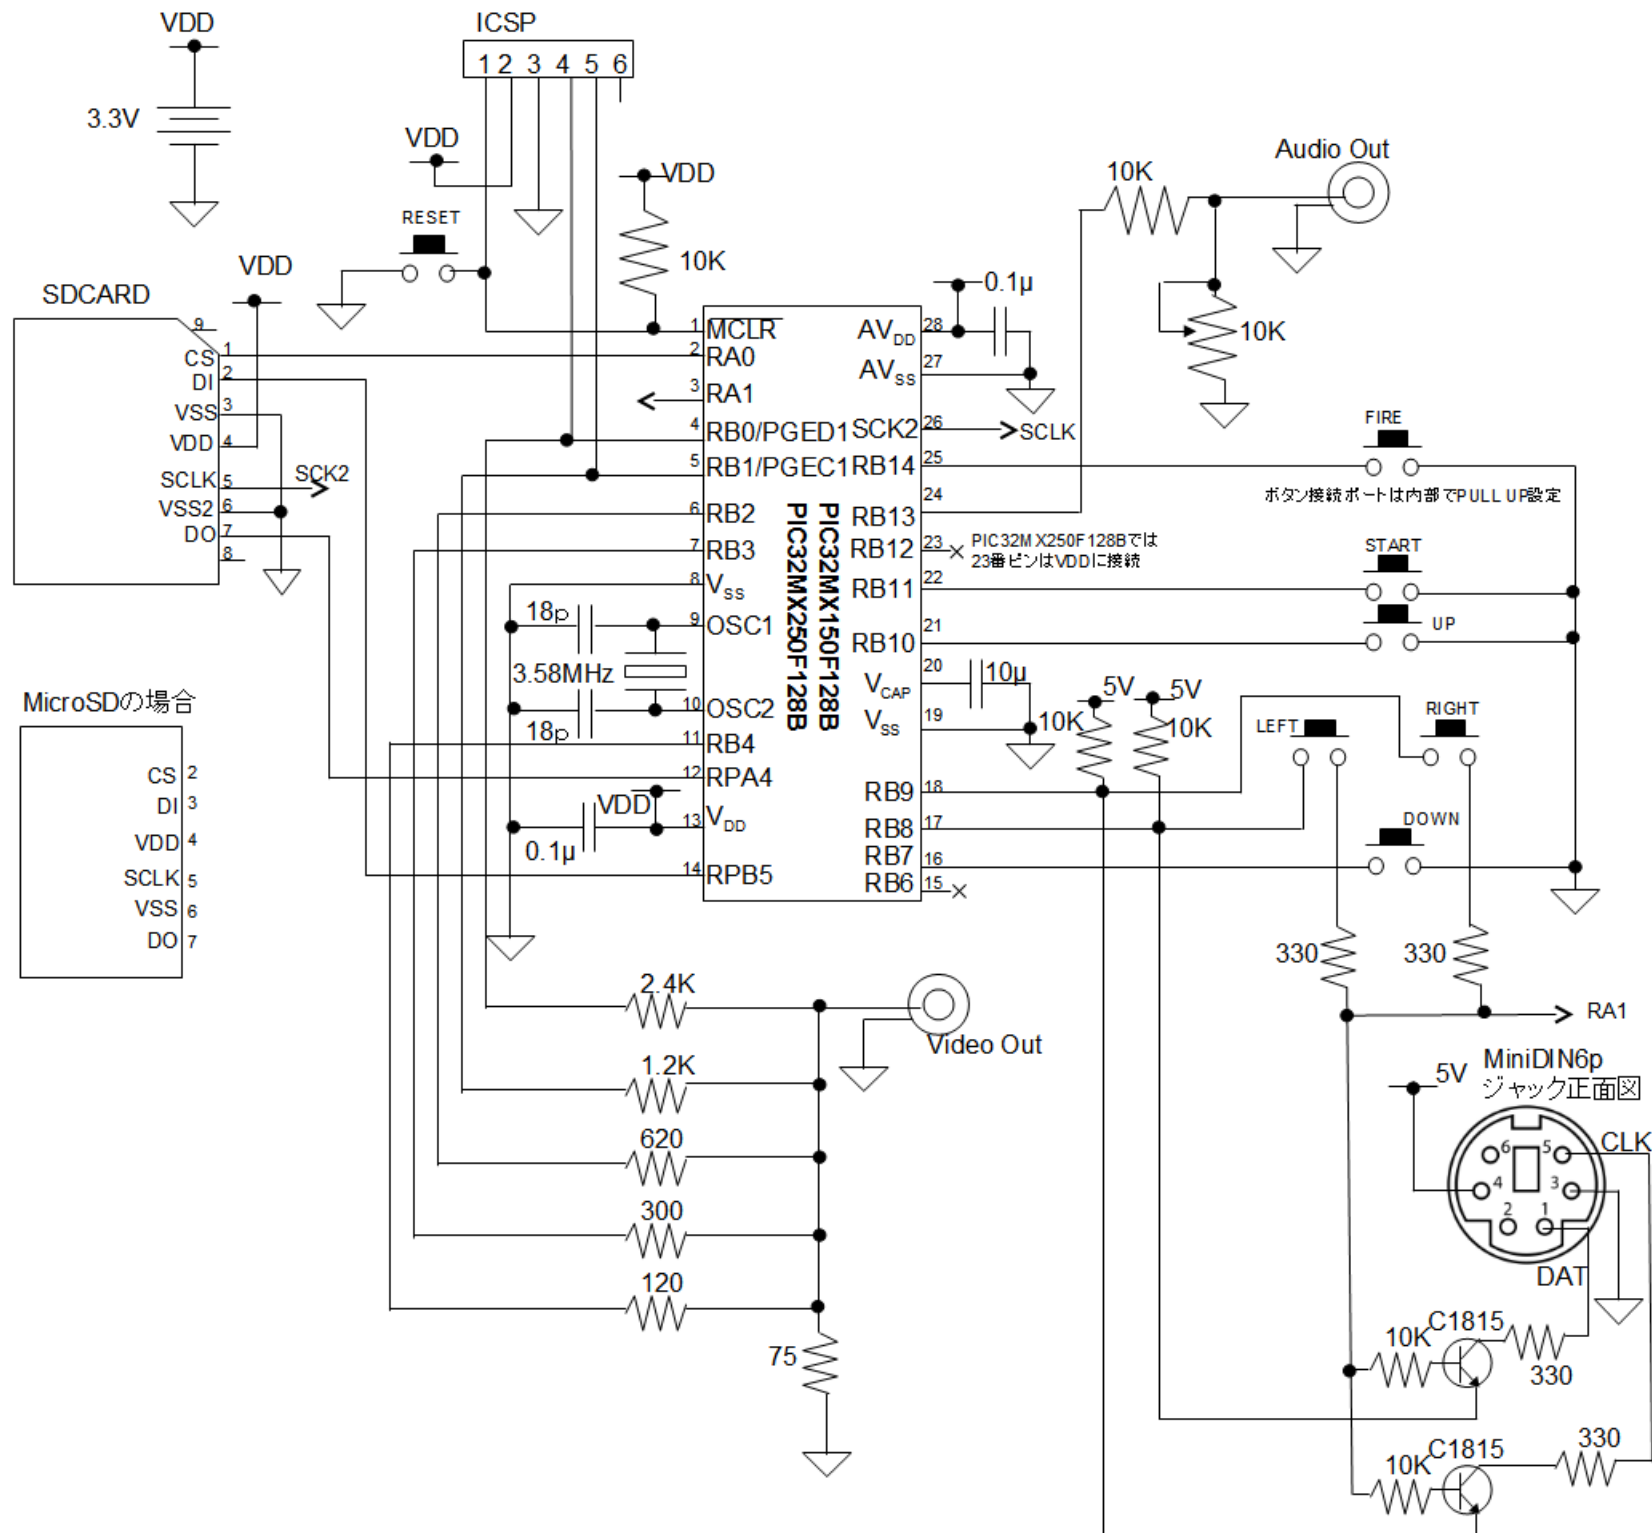 VDD
3.3V
ICSP
1 2 3 4 5 6
VDD
RESET
VDD
10K
VDD
SDCARD
9
CS 1
DI 2
VSS 3
VDD 4
SCLK 5
SCK2
VSS2 6
DO 7
8
MicroSDの場合
CS 2
DI 3
VDD 4
SCLK 5
VSS 6
DO 7
1 MCLR
2 RA0
3 RA1
4 RB0/PGED1
5 RB1/PGEC1
6 RB2
7 RB3
8 VSS
9 OSC1
10 OSC2
11 RB4
12 RPA4
13 VDD
14 RPB5
18p
3.58MHz
18p
VDD
0.1μ
PIC32MX150F128B
PIC32MX250F128B
AVDD 28
AVSS 27
SCK2 26
RB14 25
RB13 24
RB12 23
RB11 22
RB10 21
VCAP 20
VSS 19
RB9 18
RB8 17
RB7 16
RB6 15
0.1μ
SCLK
10K
Audio Out
10K
FIRE
ボタン接続ポートは内部でPULL UP設定
PIC32MX250F128Bでは
23番ピンはVDDに接続
START
UP
10μ
5V
10K
5V
10K
LEFT
RIGHT
DOWN
330
330
RA1
2.4K
1.2K
620
300
120
75
Video Out
5V
MiniDIN6p
ジャック正面図
CLK
6 5
4 3
2 1
DAT
10K
C1815
330
10K
C1815
330